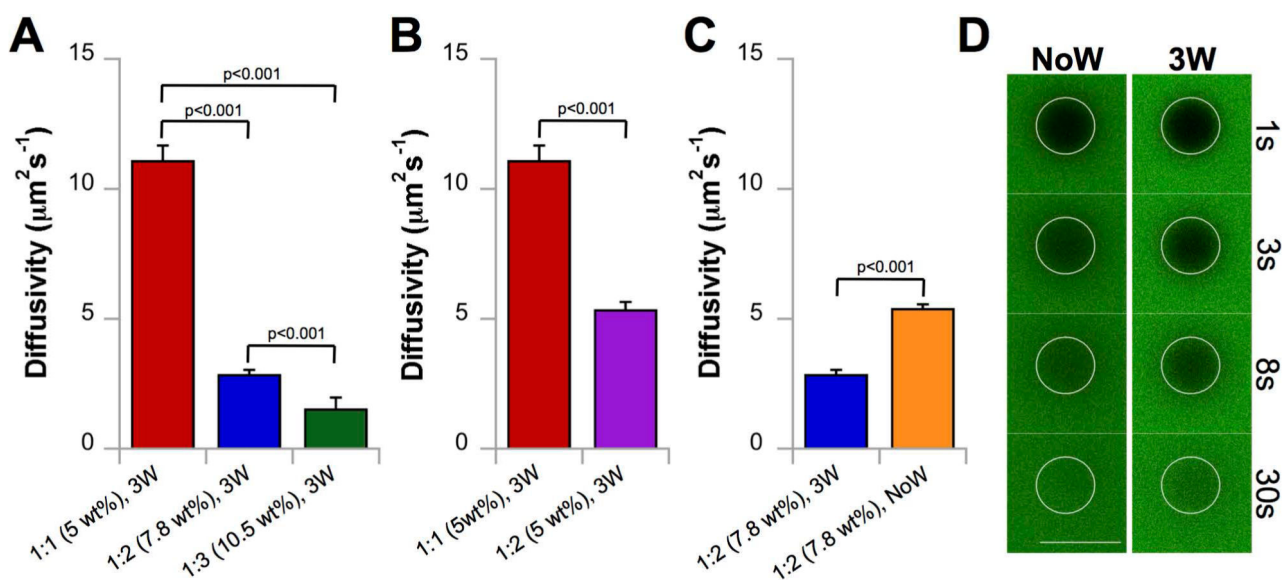 A
Diffusivity (μm²s⁻¹)
15
10
5
0
p<0.001
p<0.001
p<0.001
1:1 (5 wt%), 3W
1:2 (7.8 wt%), 3W
1:3 (10.5 wt%), 3W
B
Diffusivity (μm²s⁻¹)
15
10
5
0
p<0.001
1:1 (5wt%), 3W
1:2 (5 wt%), 3W
C
Diffusivity (μm²s⁻¹)
15
10
5
0
p<0.001
1:2 (7.8 wt%), 3W
1:2 (7.8 wt%), NoW
D
NoW 3W
1s
3s
8s
30s